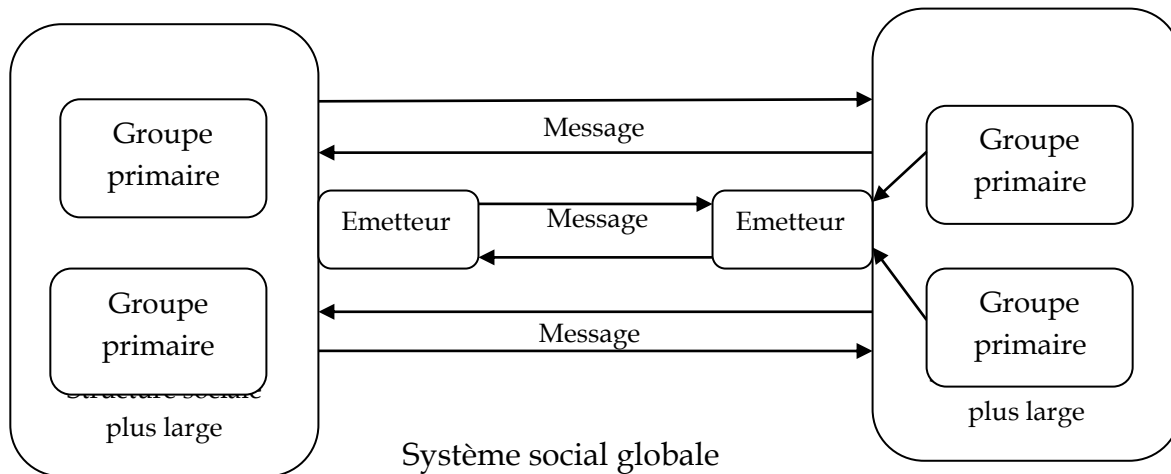 Groupe
primaire
Message
Groupe
primaire
Emetteur
Message
Emetteur
Groupe
primaire
Message
Groupe
primaire
plus large
plus large
Système social globale